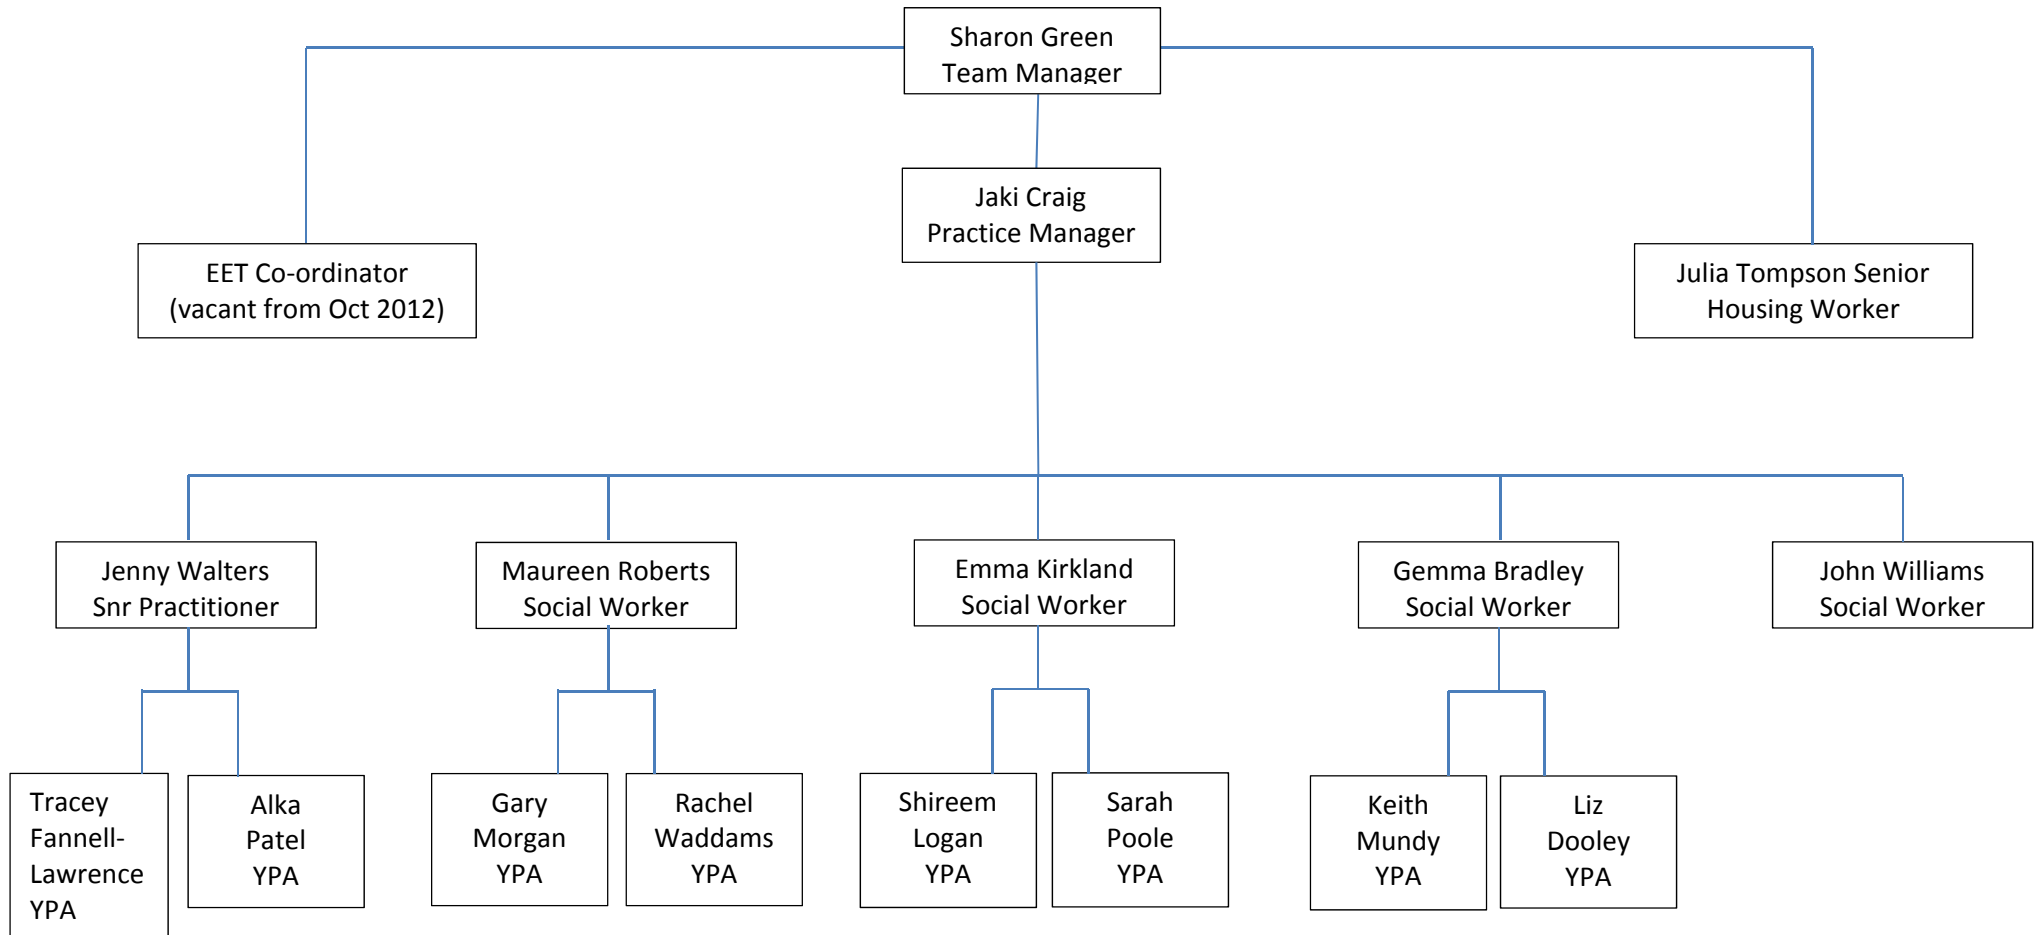 Sharon Green
Team Manager
Jaki Craig
Practice Manager
EET Co-ordinator
(vacant from Oct 2012)
Julia Tompson Senior
Housing Worker
Jenny Walters
Snr Practitioner
Maureen Roberts
Social Worker
Emma Kirkland
Social Worker
Gemma Bradley
Social Worker
John Williams
Social Worker
Tracey
Fannell-
Lawrence
YPA
Alka
Patel
YPA
Gary
Morgan
YPA
Rachel
Waddams
YPA
Shireem
Logan
YPA
Sarah
Poole
YPA
Keith
Mundy
YPA
Liz
Dooley
YPA